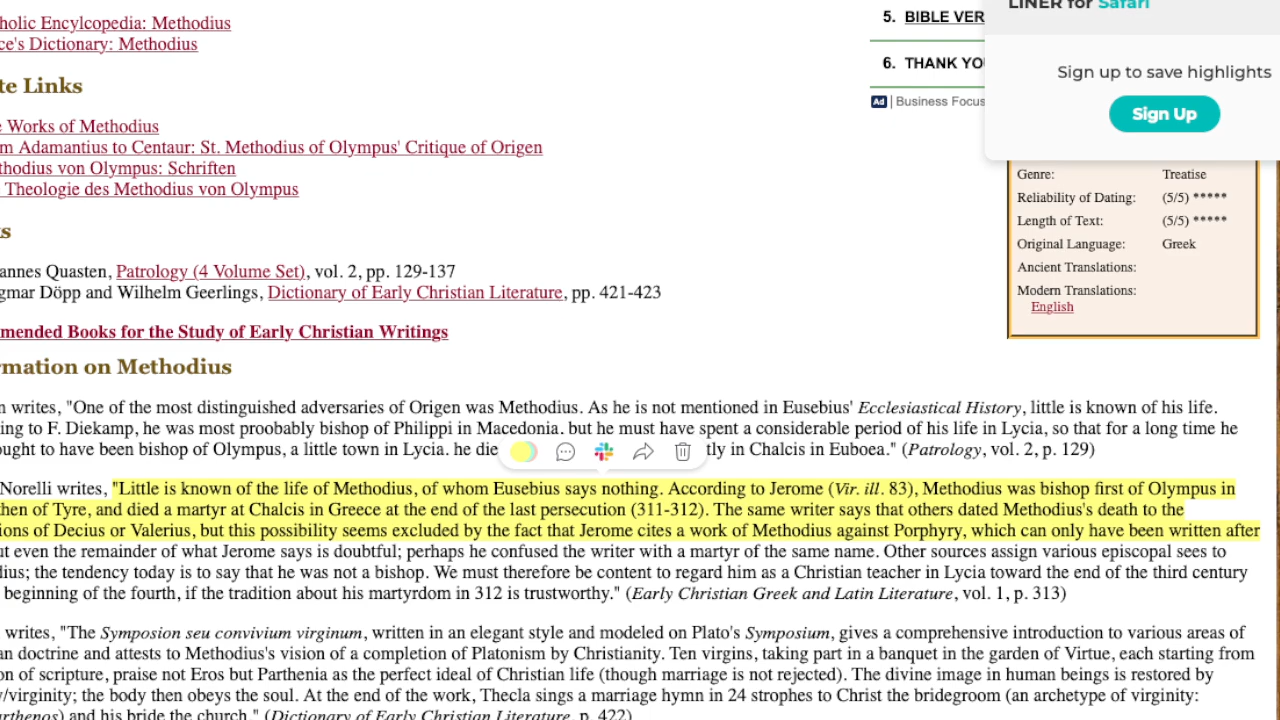 holic Encylcopedia: Methodius
ce's Dictionary: Methodius
te Links
e Works of Methodius
m Adamantius to Centaur: St. Methodius of Olympus' Critique of Origen
thodius von Olympus: Schriften
Theologie des Methodius von Olympus
s
annes Quasten, Patrology (4 Volume Set), vol. 2, pp. 129-137
gmar Döpp and Wilhelm Geerlings, Dictionary of Early Christian Literature, pp. 421-423
mended Books for the Study of Early Christian Writings
rmation on Methodius
n writes, "One of the most distinguished adversaries of Origen was Methodius. As he is not mentioned in Eusebius' Ecclesiastical History, little is known of his life.
ing to F. Diekamp, he was most proobably bishop of Philippi in Macedonia. but he must have spent a considerable period of his life in Lycia, so that for a long time he
ought to have been bishop of Olympus, a little town in Lycia. he die tly in Chalcis in Euboea." (Patrology, vol. 2, p. 129)
Norelli writes, "Little is known of the life of Methodius, of whom Eusebius says nothing. According to Jerome (Vir. ill. 83), Methodius was bishop first of Olympus in
then of Tyre, and died a martyr at Chalcis in Greece at the end of the last persecution (311-312). The same writer says that others dated Methodius's death to the
ions of Decius or Valerius, but this possibility seems excluded by the fact that Jerome cites a work of Methodius against Porphyry, which can only have been written after
ut even the remainder of what Jerome says is doubtful; perhaps he confused the writer with a martyr of the same name. Other sources assign various episcopal sees to
dius; the tendency today is to say that he was not a bishop. We must therefore be content to regard him as a Christian teacher in Lycia toward the end of the third century
beginning of the fourth, if the tradition about his martyrdom in 312 is trustworthy." (Early Christian Greek and Latin Literature, vol. 1, p. 313)
writes, "The Symposion seu convivium virginum, written in an elegant style and modeled on Plato's Symposium, gives a comprehensive introduction to various areas of
an doctrine and attests to Methodius's vision of a completion of Platonism by Christianity. Ten virgins, taking part in a banquet in the garden of Virtue, each starting from
on of scripture, praise not Eros but Parthenia as the perfect ideal of Christian life (though marriage is not rejected). The divine image in human beings is restored by
y/virginity; the body then obeys the soul. At the end of the work, Thecla sings a marriage hymn in 24 strophes to Christ the bridegroom (an archetype of virginity:
arthenos) and his bride the church." (Dictionary of Early Christian Literature, p. 422)
5. BIBLE VER
6. THANK YO
Ad | Business Focus
LINER for Safari
Sign up to save highlights
Sign Up
Genre: Treatise
Reliability of Dating: (5/5) *****
Length of Text: (5/5) *****
Original Language: Greek
Ancient Translations:
Modern Translations:
English